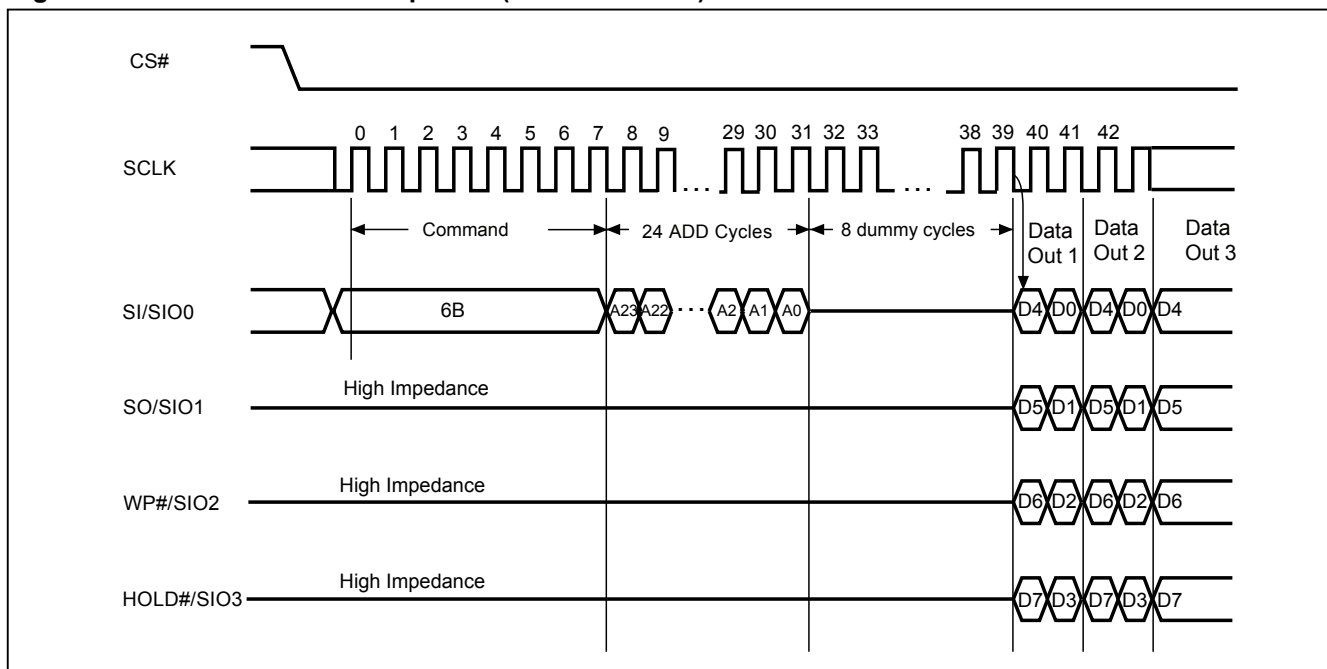 CS#
0 1 2 3 4 5 6 7 8 9 29 30 31 32 33 38 39 40 41 42
SCLK
... ...
Command 24 ADD Cycles 8 dummy cycles Data Out 1 Data Out 2 Data Out 3
SI/SIO0 6B A23 A22 ... A2 A1 A0 D4 D0 D4 D0 D4
High Impedance
SO/SIO1 D5 D1 D5 D1 D5
High Impedance
WP#/SIO2 D6 D2 D6 D2 D6
High Impedance
HOLD#/SIO3 D7 D3 D7 D3 D7